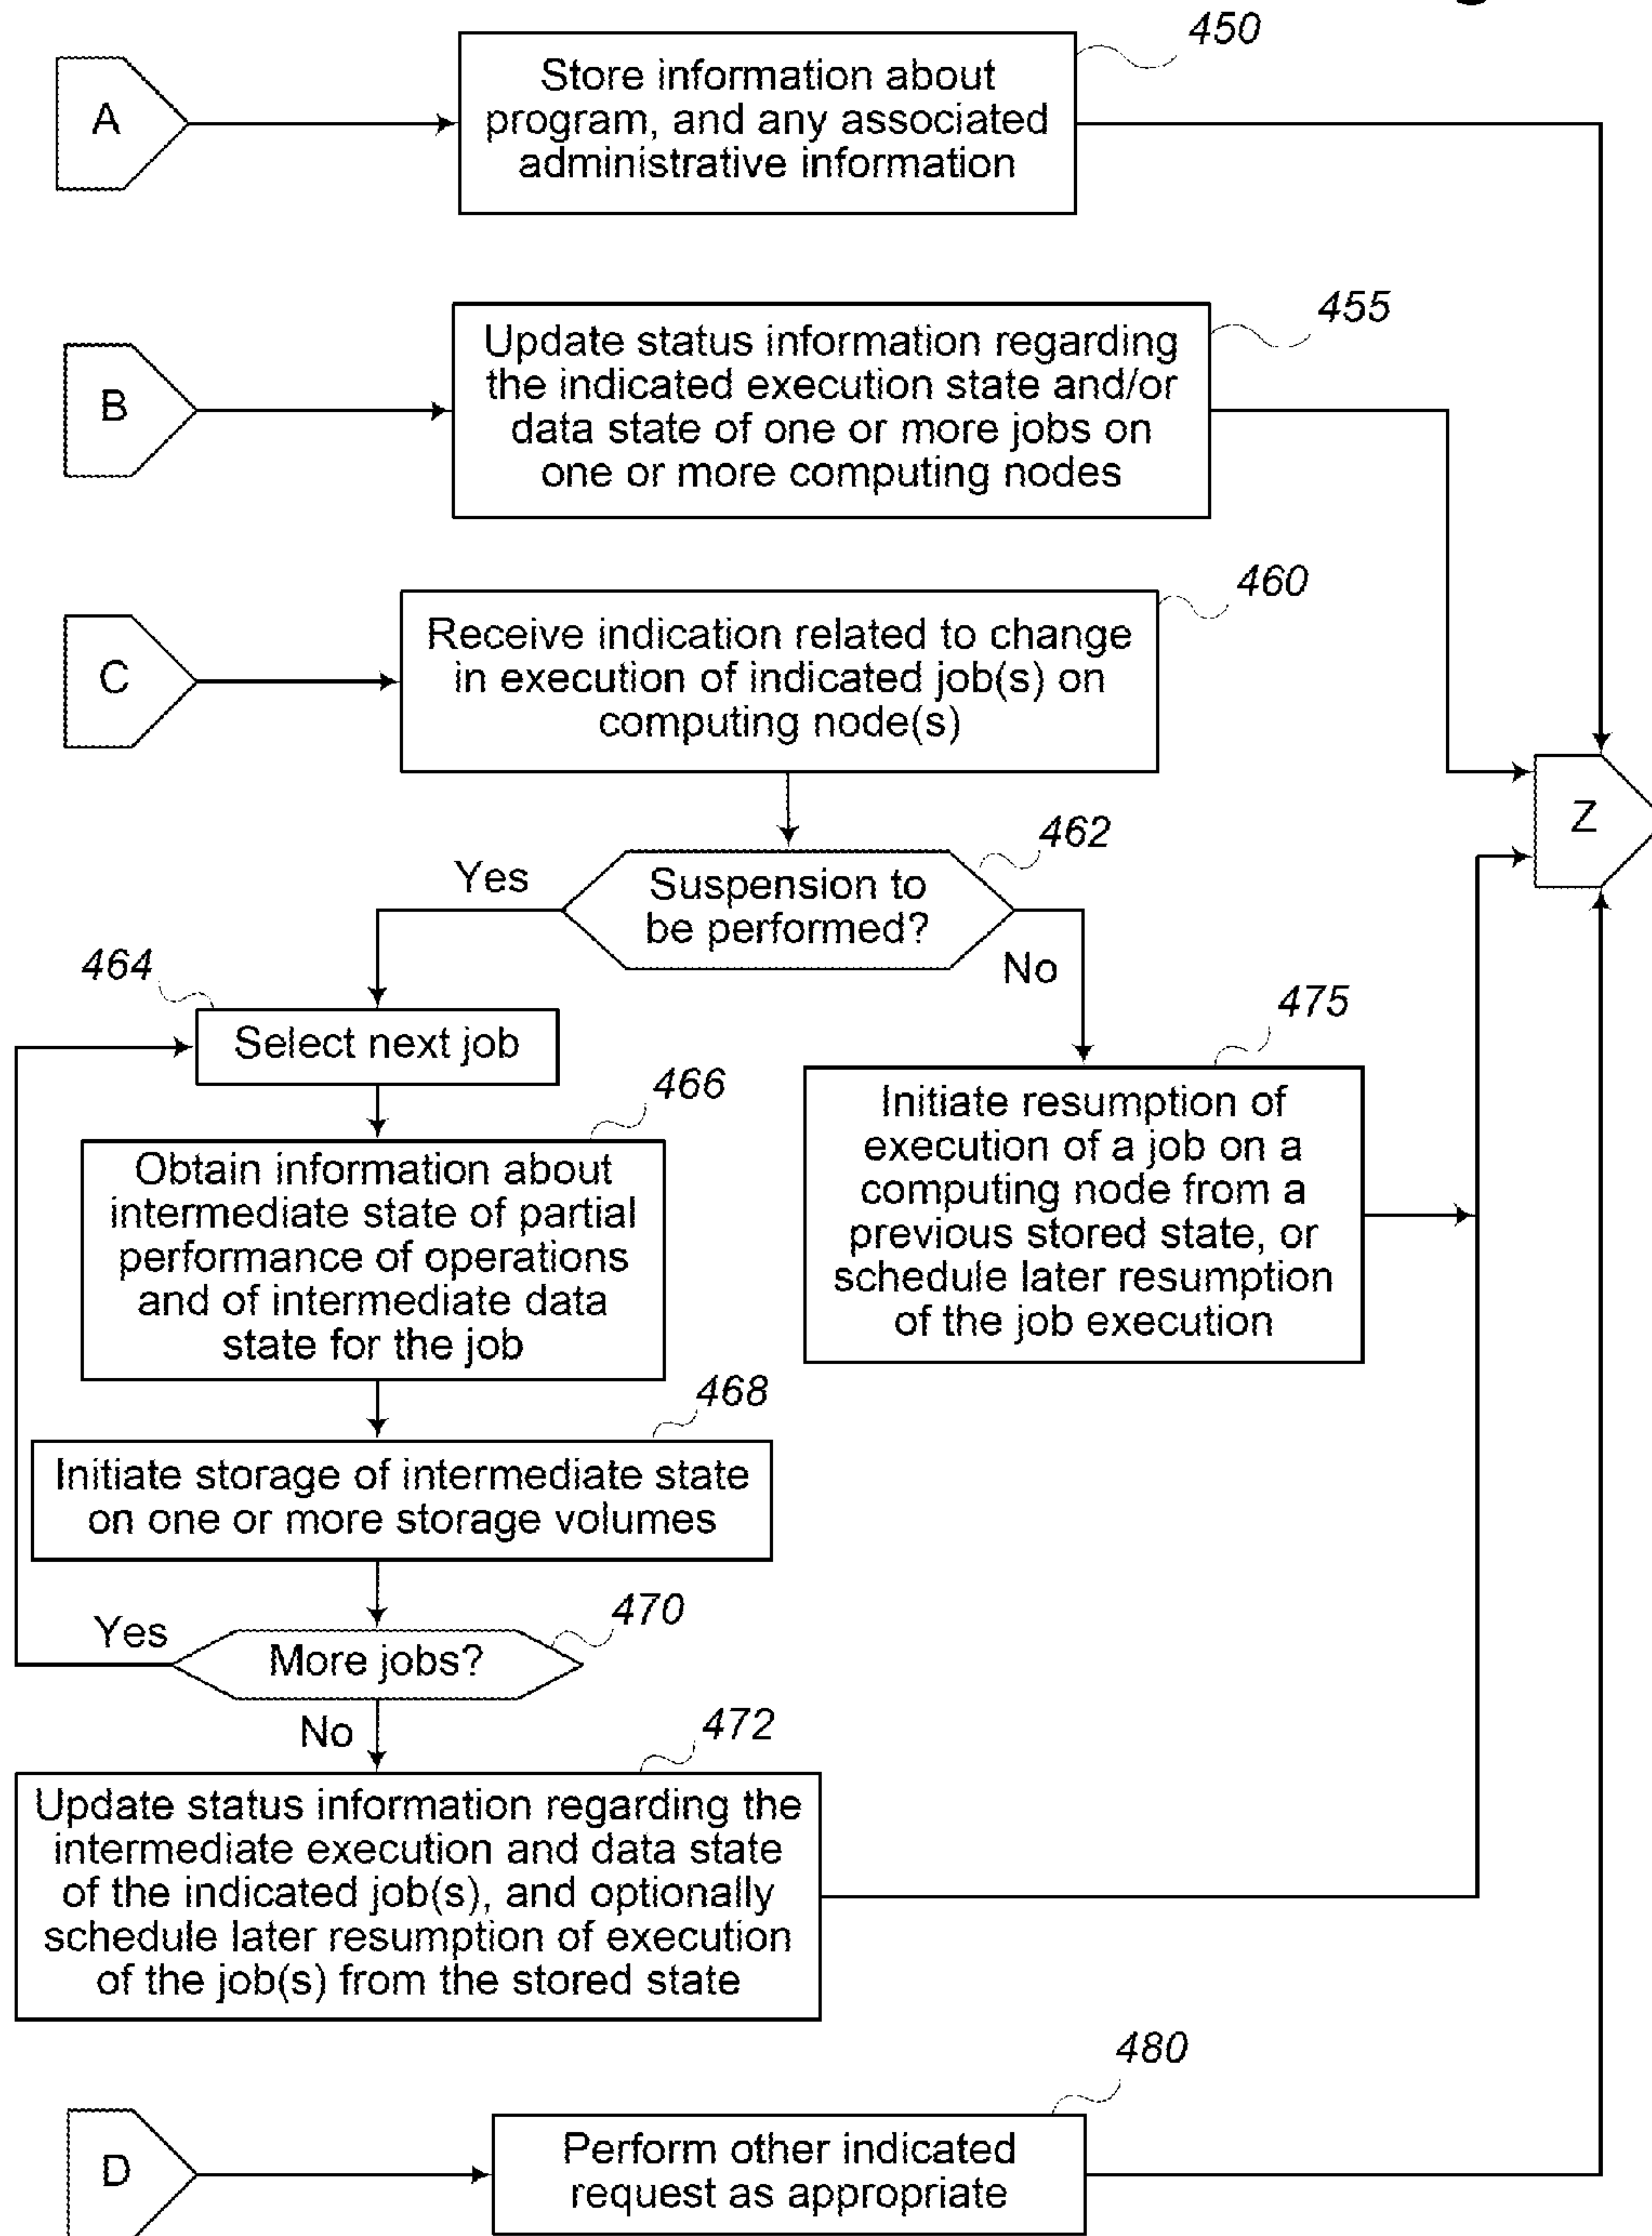 450
A
Store information about
program, and any associated
administrative information
455
B
Update status information regarding
the indicated execution state and/or
data state of one or more jobs on
one or more computing nodes
460
C
Receive indication related to change
in execution of indicated job(s) on
computing node(s)
Z
462
Yes
Suspension to
be performed?
No
464
Select next job
475
466
Initiate resumption of
execution of a job on a
computing node from a
previous stored state, or
schedule later resumption
of the job execution
Obtain information about
intermediate state of partial
performance of operations
and of intermediate data
state for the job
468
Initiate storage of intermediate state
on one or more storage volumes
470
Yes
More jobs?
No
472
Update status information regarding the
intermediate execution and data state
of the indicated job(s), and optionally
schedule later resumption of execution
of the job(s) from the stored state
480
D
Perform other indicated
request as appropriate